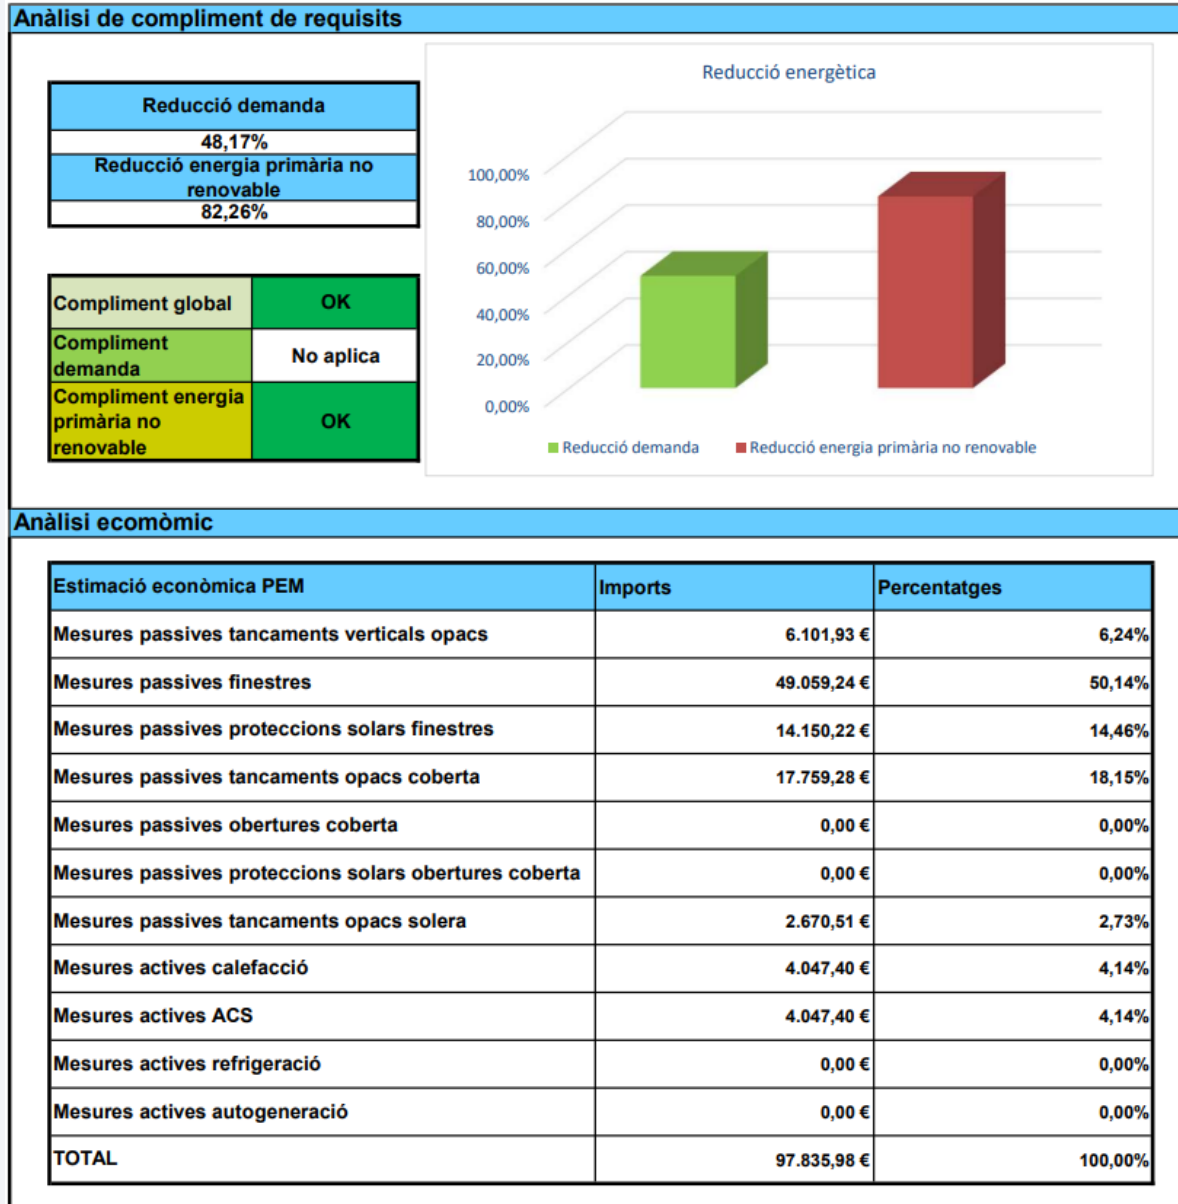 Anàlisi de compliment de requisits
Reducció demanda
48,17%
Reducció energia primària no
renovable
82,26%
Compliment global OK
Compliment
demanda
No aplica
Compliment energia
primària no
renovable
OK
Reducció energètica
100,00%
80,00%
60,00%
40,00%
20,00%
0,00%
Reducció demanda Reducció energia primària no renovable
Anàlisi ecomòmic
Estimació econòmica PEM Imports Percentatges
Mesures passives tancaments verticals opacs 6.101,93 € 6,24%
Mesures passives finestres 49.059,24 € 50,14%
Mesures passives proteccions solars finestres 14.150,22 € 14,46%
Mesures passives tancaments opacs coberta 17.759,28 € 18,15%
Mesures passives obertures coberta 0,00 € 0,00%
Mesures passives proteccions solars obertures coberta 0,00 € 0,00%
Mesures passives tancaments opacs solera 2.670,51 € 2,73%
Mesures actives calefacció 4.047,40 € 4,14%
Mesures actives ACS 4.047,40 € 4,14%
Mesures actives refrigeració 0,00 € 0,00%
Mesures actives autogeneració 0,00 € 0,00%
TOTAL 97.835,98 € 100,00%